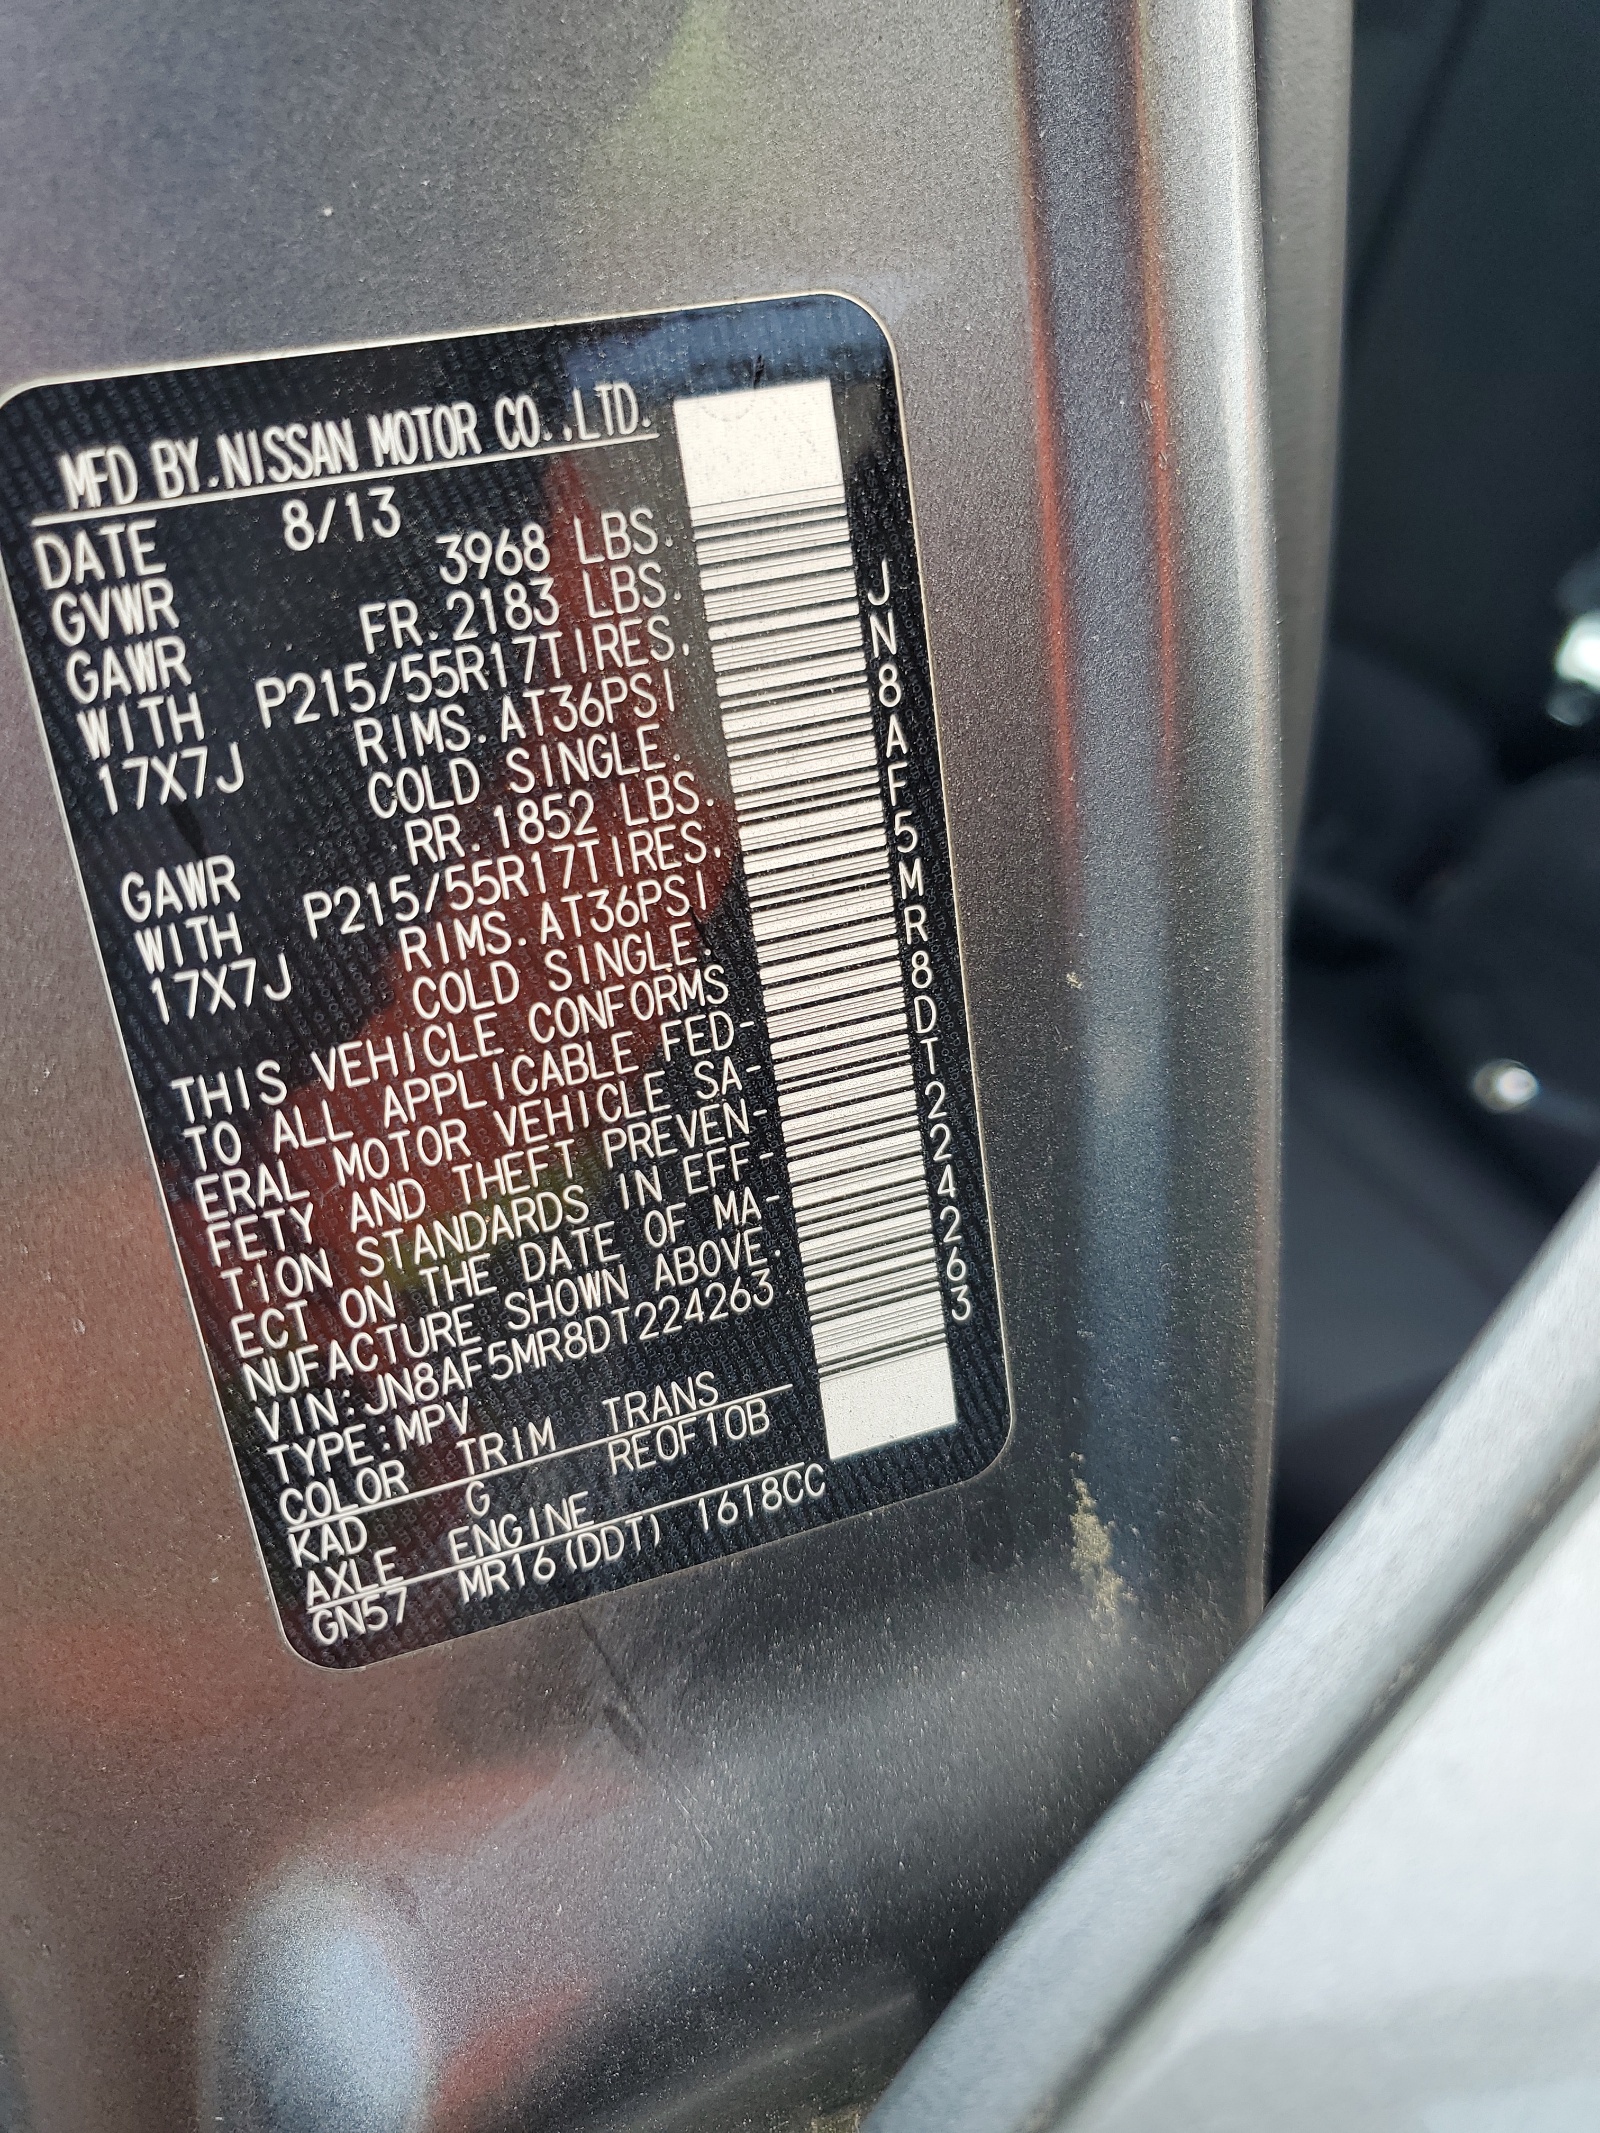 MFD BY.NISSAN MOTOR CO.,LTD.
DATE 8/13
GVWR 3968 LBS.
GAWR FR.2183 LBS.
WITH P215/55R17TIRES.
17X7J RIMS.AT36PSI
COLD SINGLE.
GAWR RR.1852 LBS.
WITH P215/55R17TIRES.
17X7J RIMS.AT36PSI
COLD SINGLE.
THIS VEHICLE CONFORMS
TO ALL APPLICABLE FED-
ERAL MOTOR VEHICLE SA-
FETY AND THEFT PREVEN-
TION STANDARDS IN EFF-
ECT ON THE DATE OF MA-
NUFACTURE SHOWN ABOVE.
VIN:JN8AF5MR8DT224263
TYPE:MPV
COLOR TRIM TRANS
KAD G RE0F10B
AXLE ENGINE
GN57 MR16(DDT) 1618CC
JN8AF5MR8DT224263